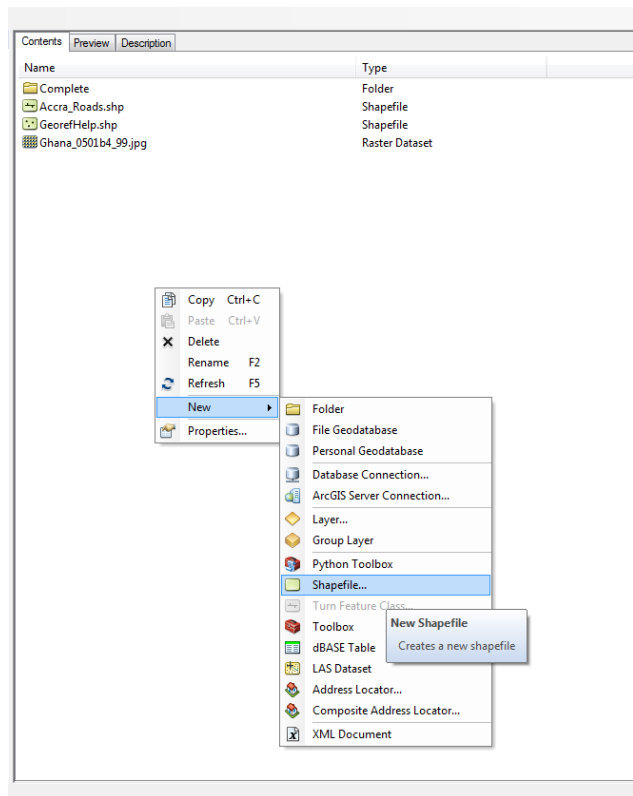 Contents Preview Description
Name Type
Complete Folder
Accra_Roads.shp Shapefile
GeorefHelp.shp Shapefile
Ghana_0501b4_99.jpg Raster Dataset
Copy Ctrl+C
Paste Ctrl+V
Delete
Rename F2
Refresh F5
New
Properties...
Folder
File Geodatabase
Personal Geodatabase
Database Connection...
ArcGIS Server Connection...
Layer...
Group Layer
Python Toolbox
Shapefile...
Turn Feature Class...
Toolbox
dBASE Table
LAS Dataset
Address Locator...
Composite Address Locator...
XML Document
New Shapefile
Creates a new shapefile